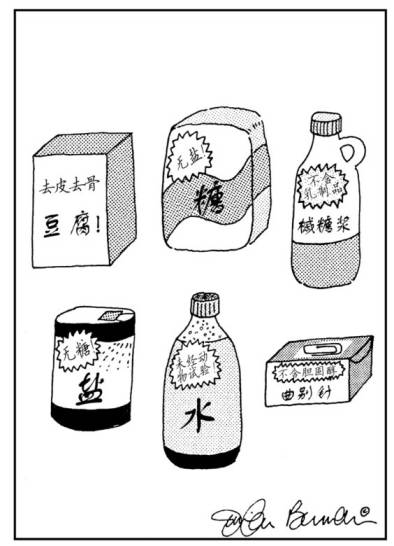 去皮去骨
豆腐！
无盐
糖
不含
乳制品
槭糖浆
无糖
盐
未经动
物试验
水
不含胆固醇
曲别针